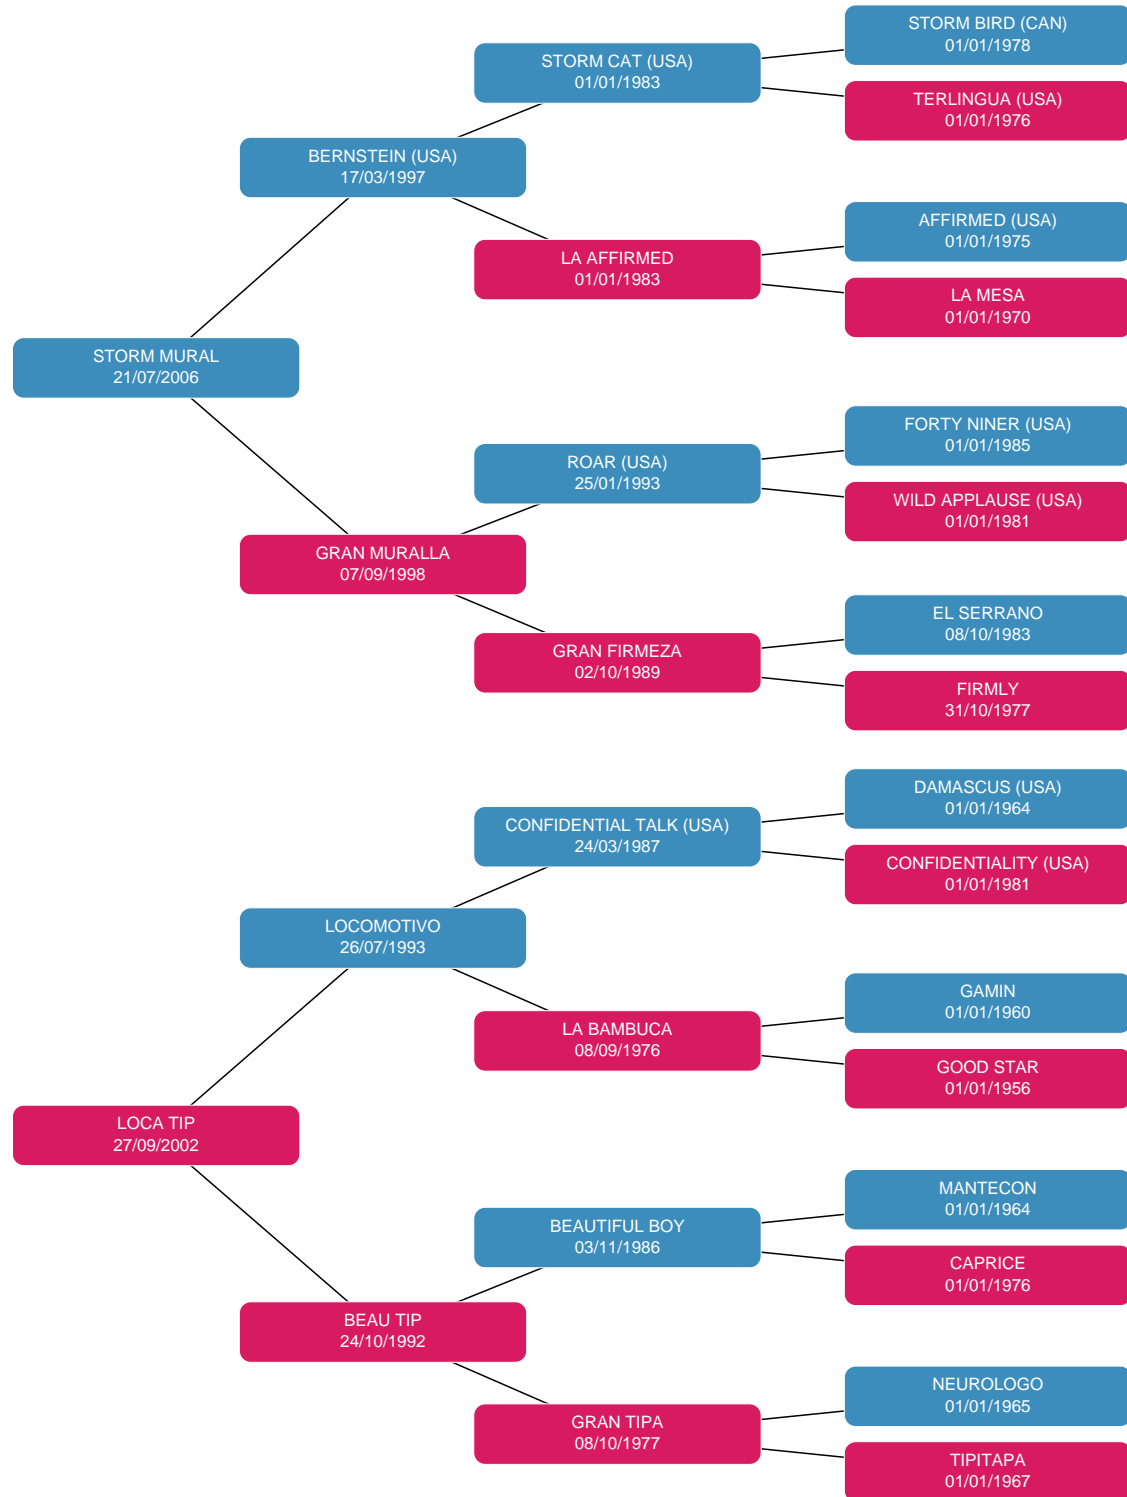 STORM BIRD (CAN)
01/01/1978
STORM CAT (USA)
01/01/1983
TERLINGUA (USA)
01/01/1976
BERNSTEIN (USA)
17/03/1997
AFFIRMED (USA)
01/01/1975
LA AFFIRMED
01/01/1983
LA MESA
01/01/1970
STORM MURAL
21/07/2006
FORTY NINER (USA)
01/01/1985
ROAR (USA)
25/01/1993
WILD APPLAUSE (USA)
01/01/1981
GRAN MURALLA
07/09/1998
EL SERRANO
08/10/1983
GRAN FIRMEZA
02/10/1989
FIRMLY
31/10/1977
DAMASCUS (USA)
01/01/1964
CONFIDENTIAL TALK (USA)
24/03/1987
CONFIDENTIALITY (USA)
01/01/1981
LOCOMOTIVO
26/07/1993
GAMIN
01/01/1960
LA BAMBUCA
08/09/1976
GOOD STAR
01/01/1956
LOCA TIP
27/09/2002
MANTECON
01/01/1964
BEAUTIFUL BOY
03/11/1986
CAPRICE
01/01/1976
BEAU TIP
24/10/1992
NEUROLOGO
01/01/1965
GRAN TIPA
08/10/1977
TIPITAPA
01/01/1967